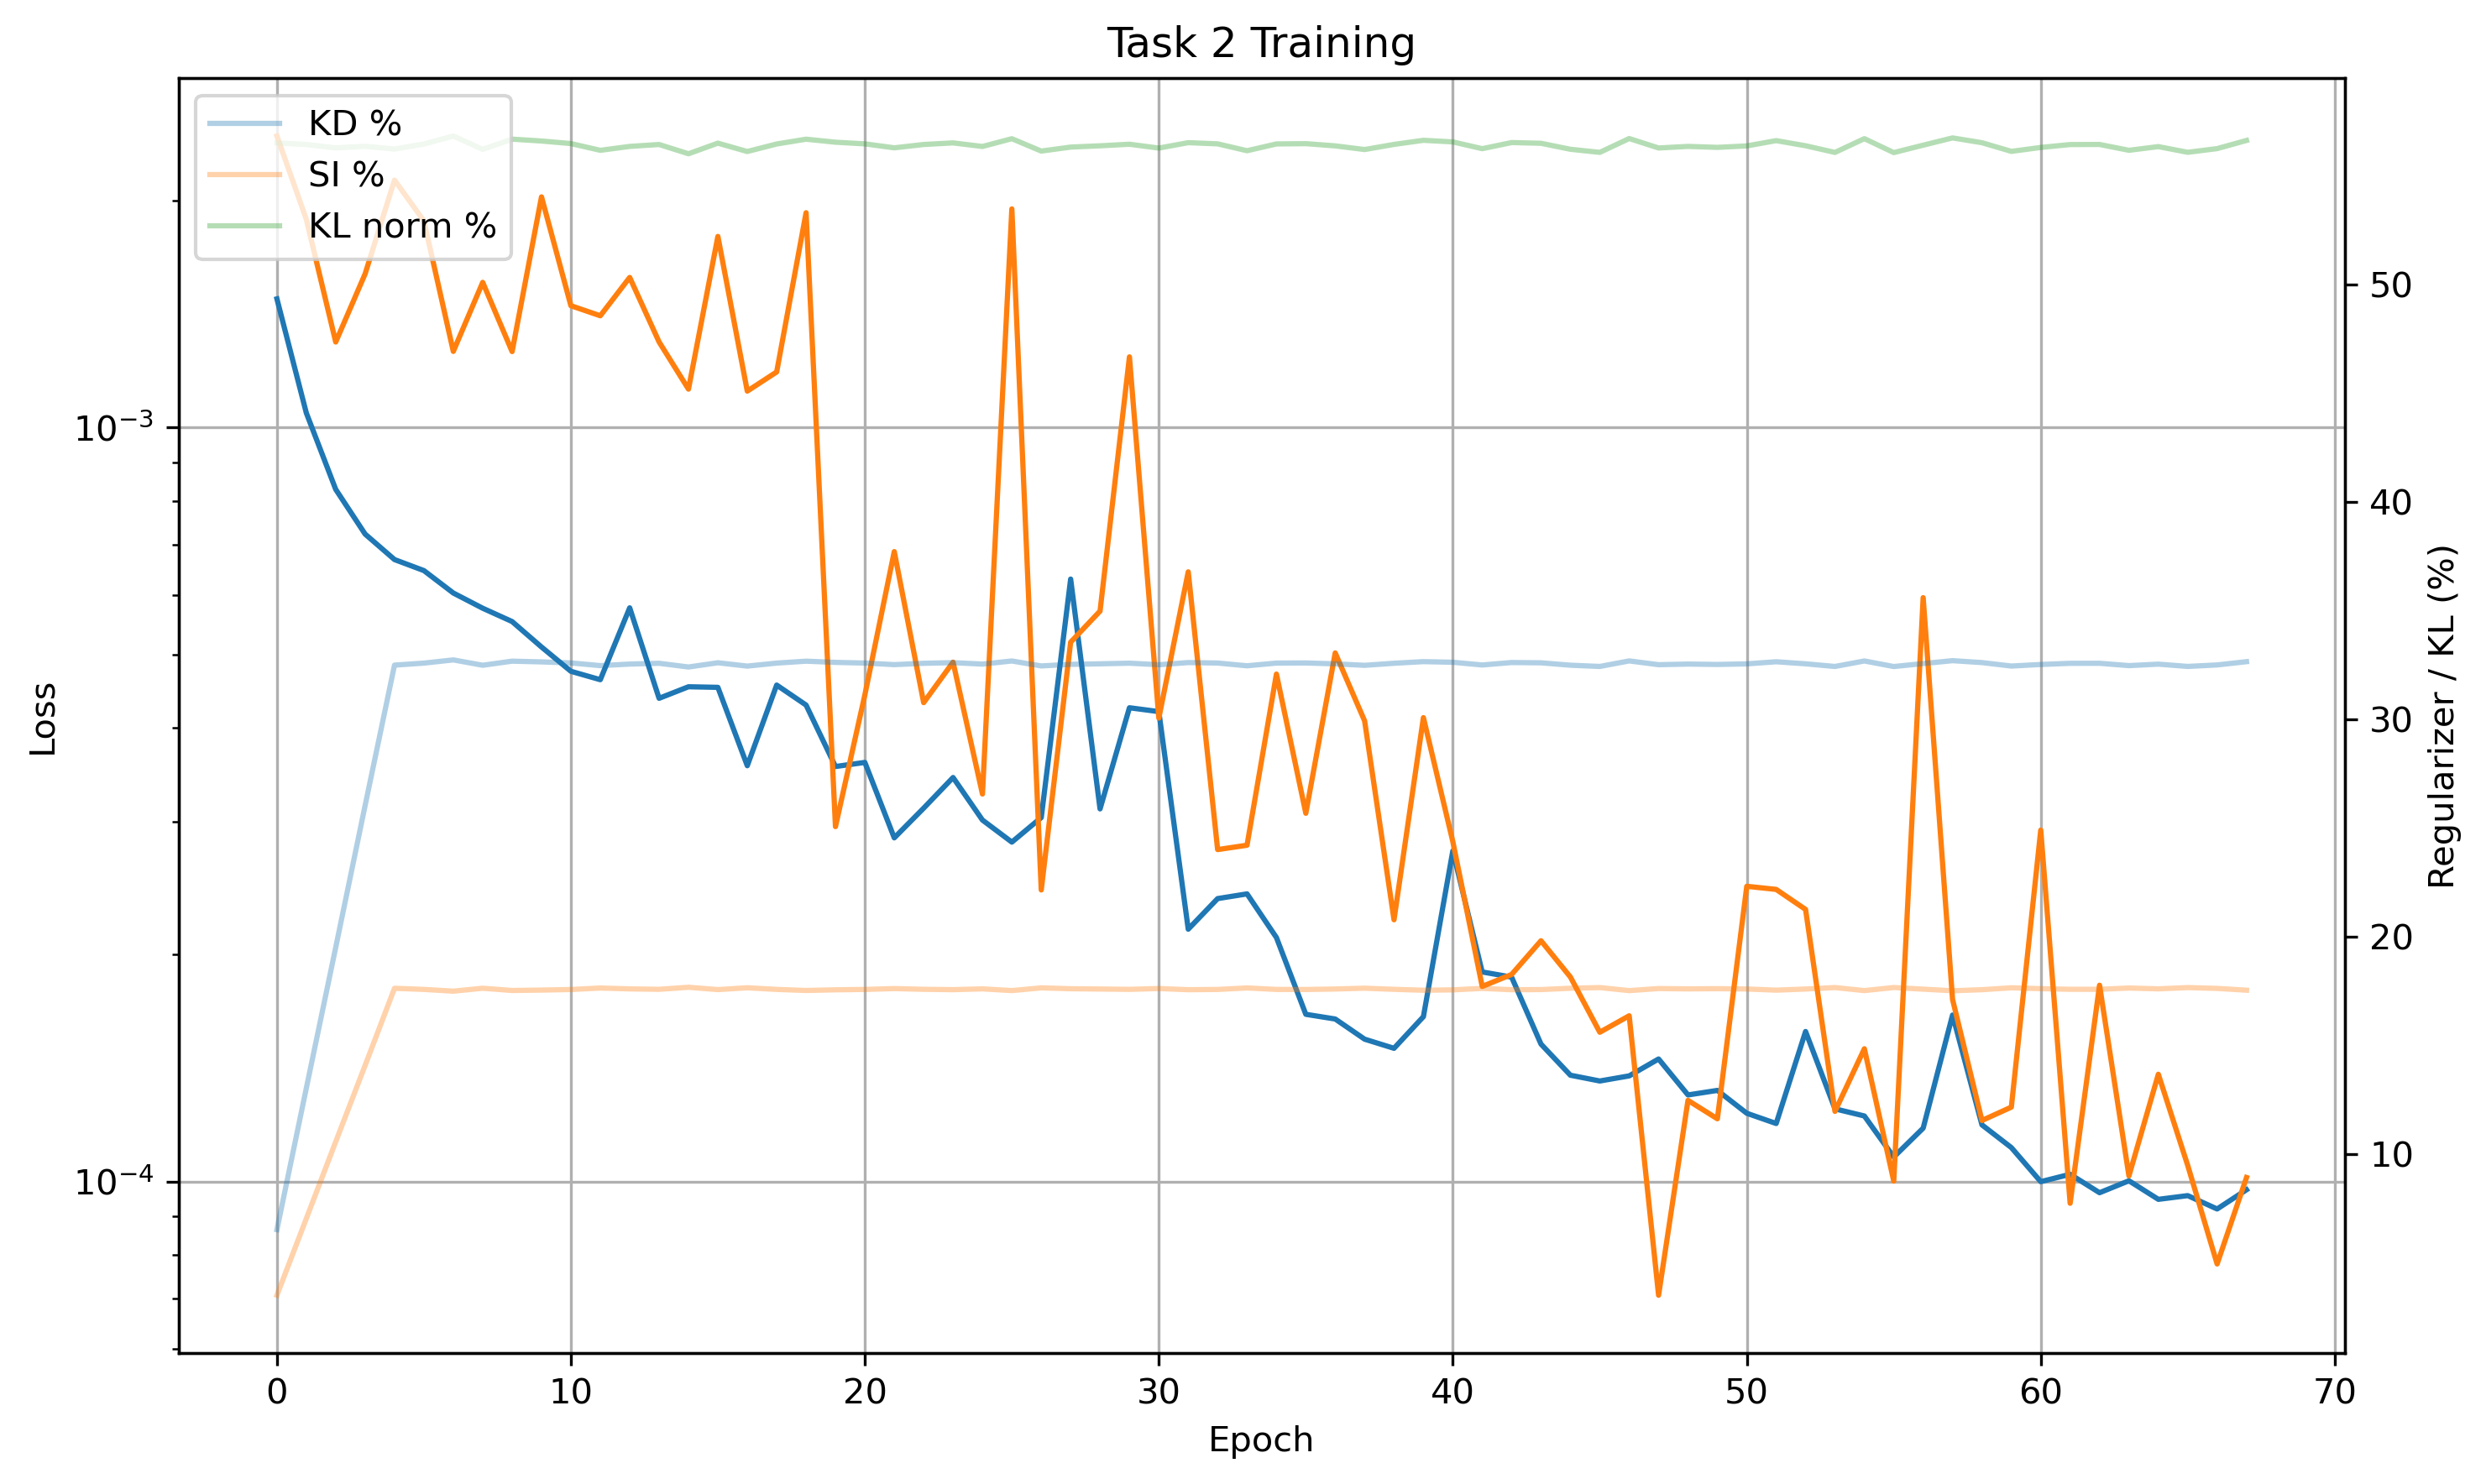 Task 2 Training
KD %
SI %
KL norm %
10⁻³
10⁻⁴
Loss
50
40
30
20
10
Regularizer / KL (%)
0 10 20 30 40 50 60 70
Epoch